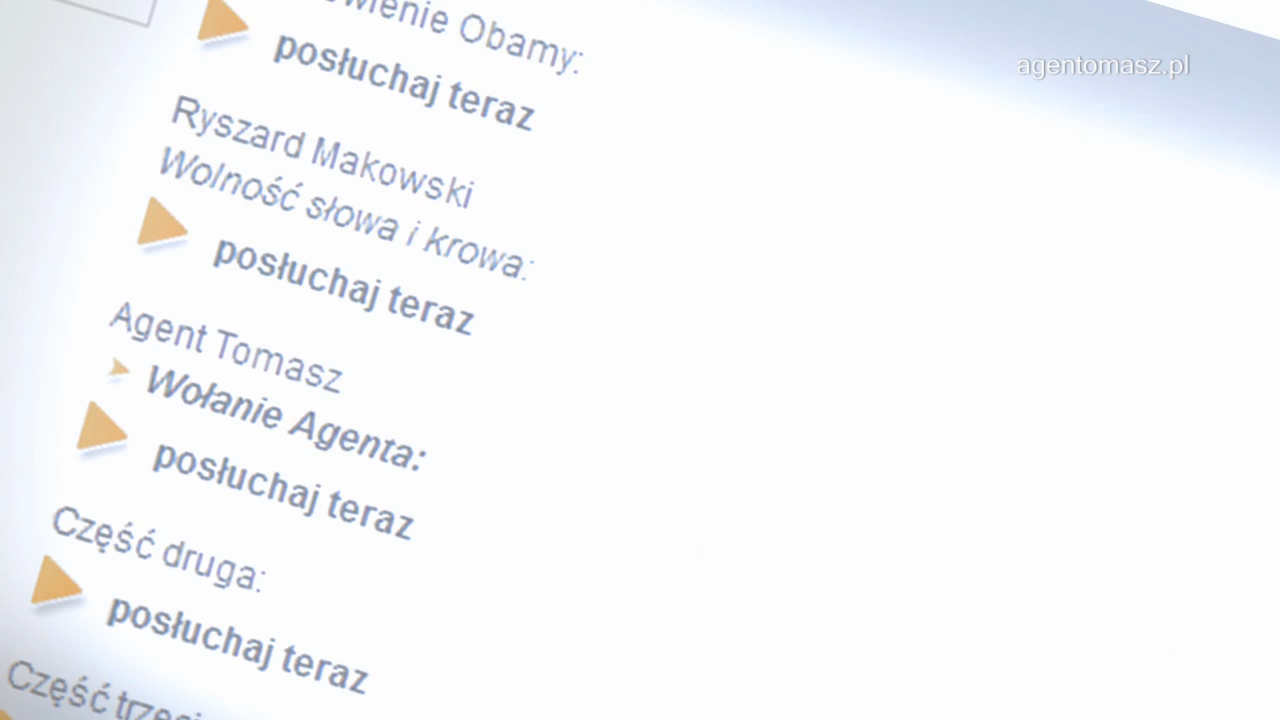 Obamy:
posłuchaj teraz
agentomasz.pl
Ryszard Makowski
Wolność słowa i krowa:
posłuchaj teraz
Agent Tomasz
Wołanie Agenta:
posłuchaj teraz
Część druga:
posłuchaj teraz
Część